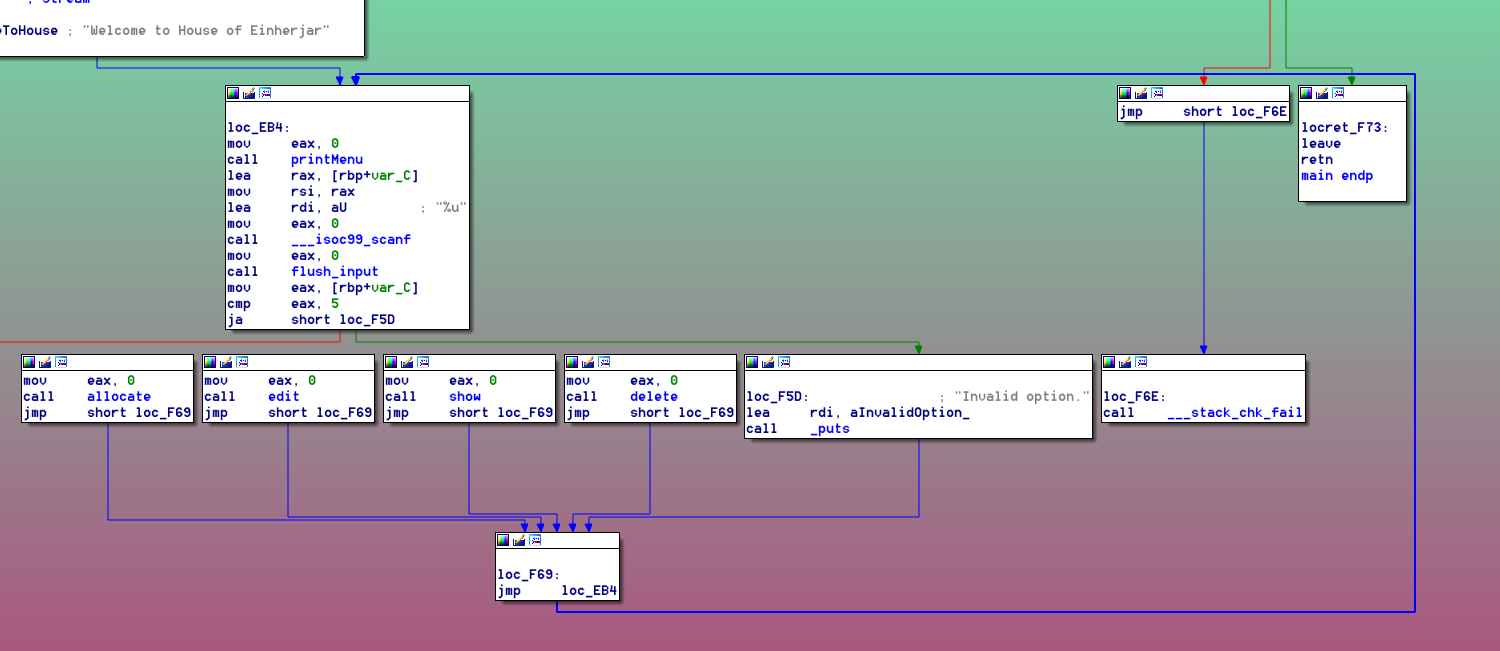 ; stream
eToHouse ; "Welcome to House of Einherjar"
loc_EB4:
mov eax, 0
call printMenu
lea rax, [rbp+var_C]
mov rsi, rax
lea rdi, aU ; "%u"
mov eax, 0
call ___isoc99_scanf
mov eax, 0
call flush_input
mov eax, [rbp+var_C]
cmp eax, 5
ja short loc_F5D
jmp short loc_F6E
locret_F73:
leave
retn
main endp
mov eax, 0
call allocate
jmp short loc_F69
mov eax, 0
call edit
jmp short loc_F69
mov eax, 0
call show
jmp short loc_F69
mov eax, 0
call delete
jmp short loc_F69
loc_F5D: ; "Invalid option."
lea rdi, aInvalidOption_
call _puts
loc_F6E:
call ___stack_chk_fail
loc_F69:
jmp loc_EB4